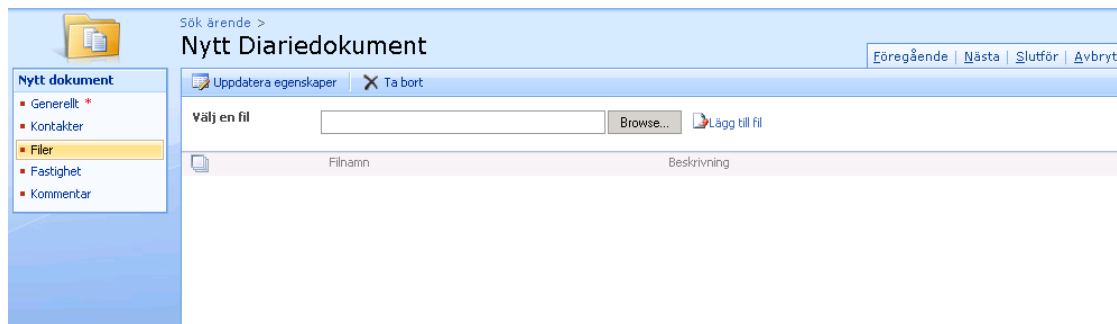 Sök ärende >
Nytt Diariedokument
Föregående | Nästa | Slutför | Avbryt
Nytt dokument
Generellt *
Kontakter
Filer
Fastighet
Kommentar
Uppdatera egenskaper | Ta bort
Välj en fil Browse... Lägg till fil
Filnamn Beskrivning